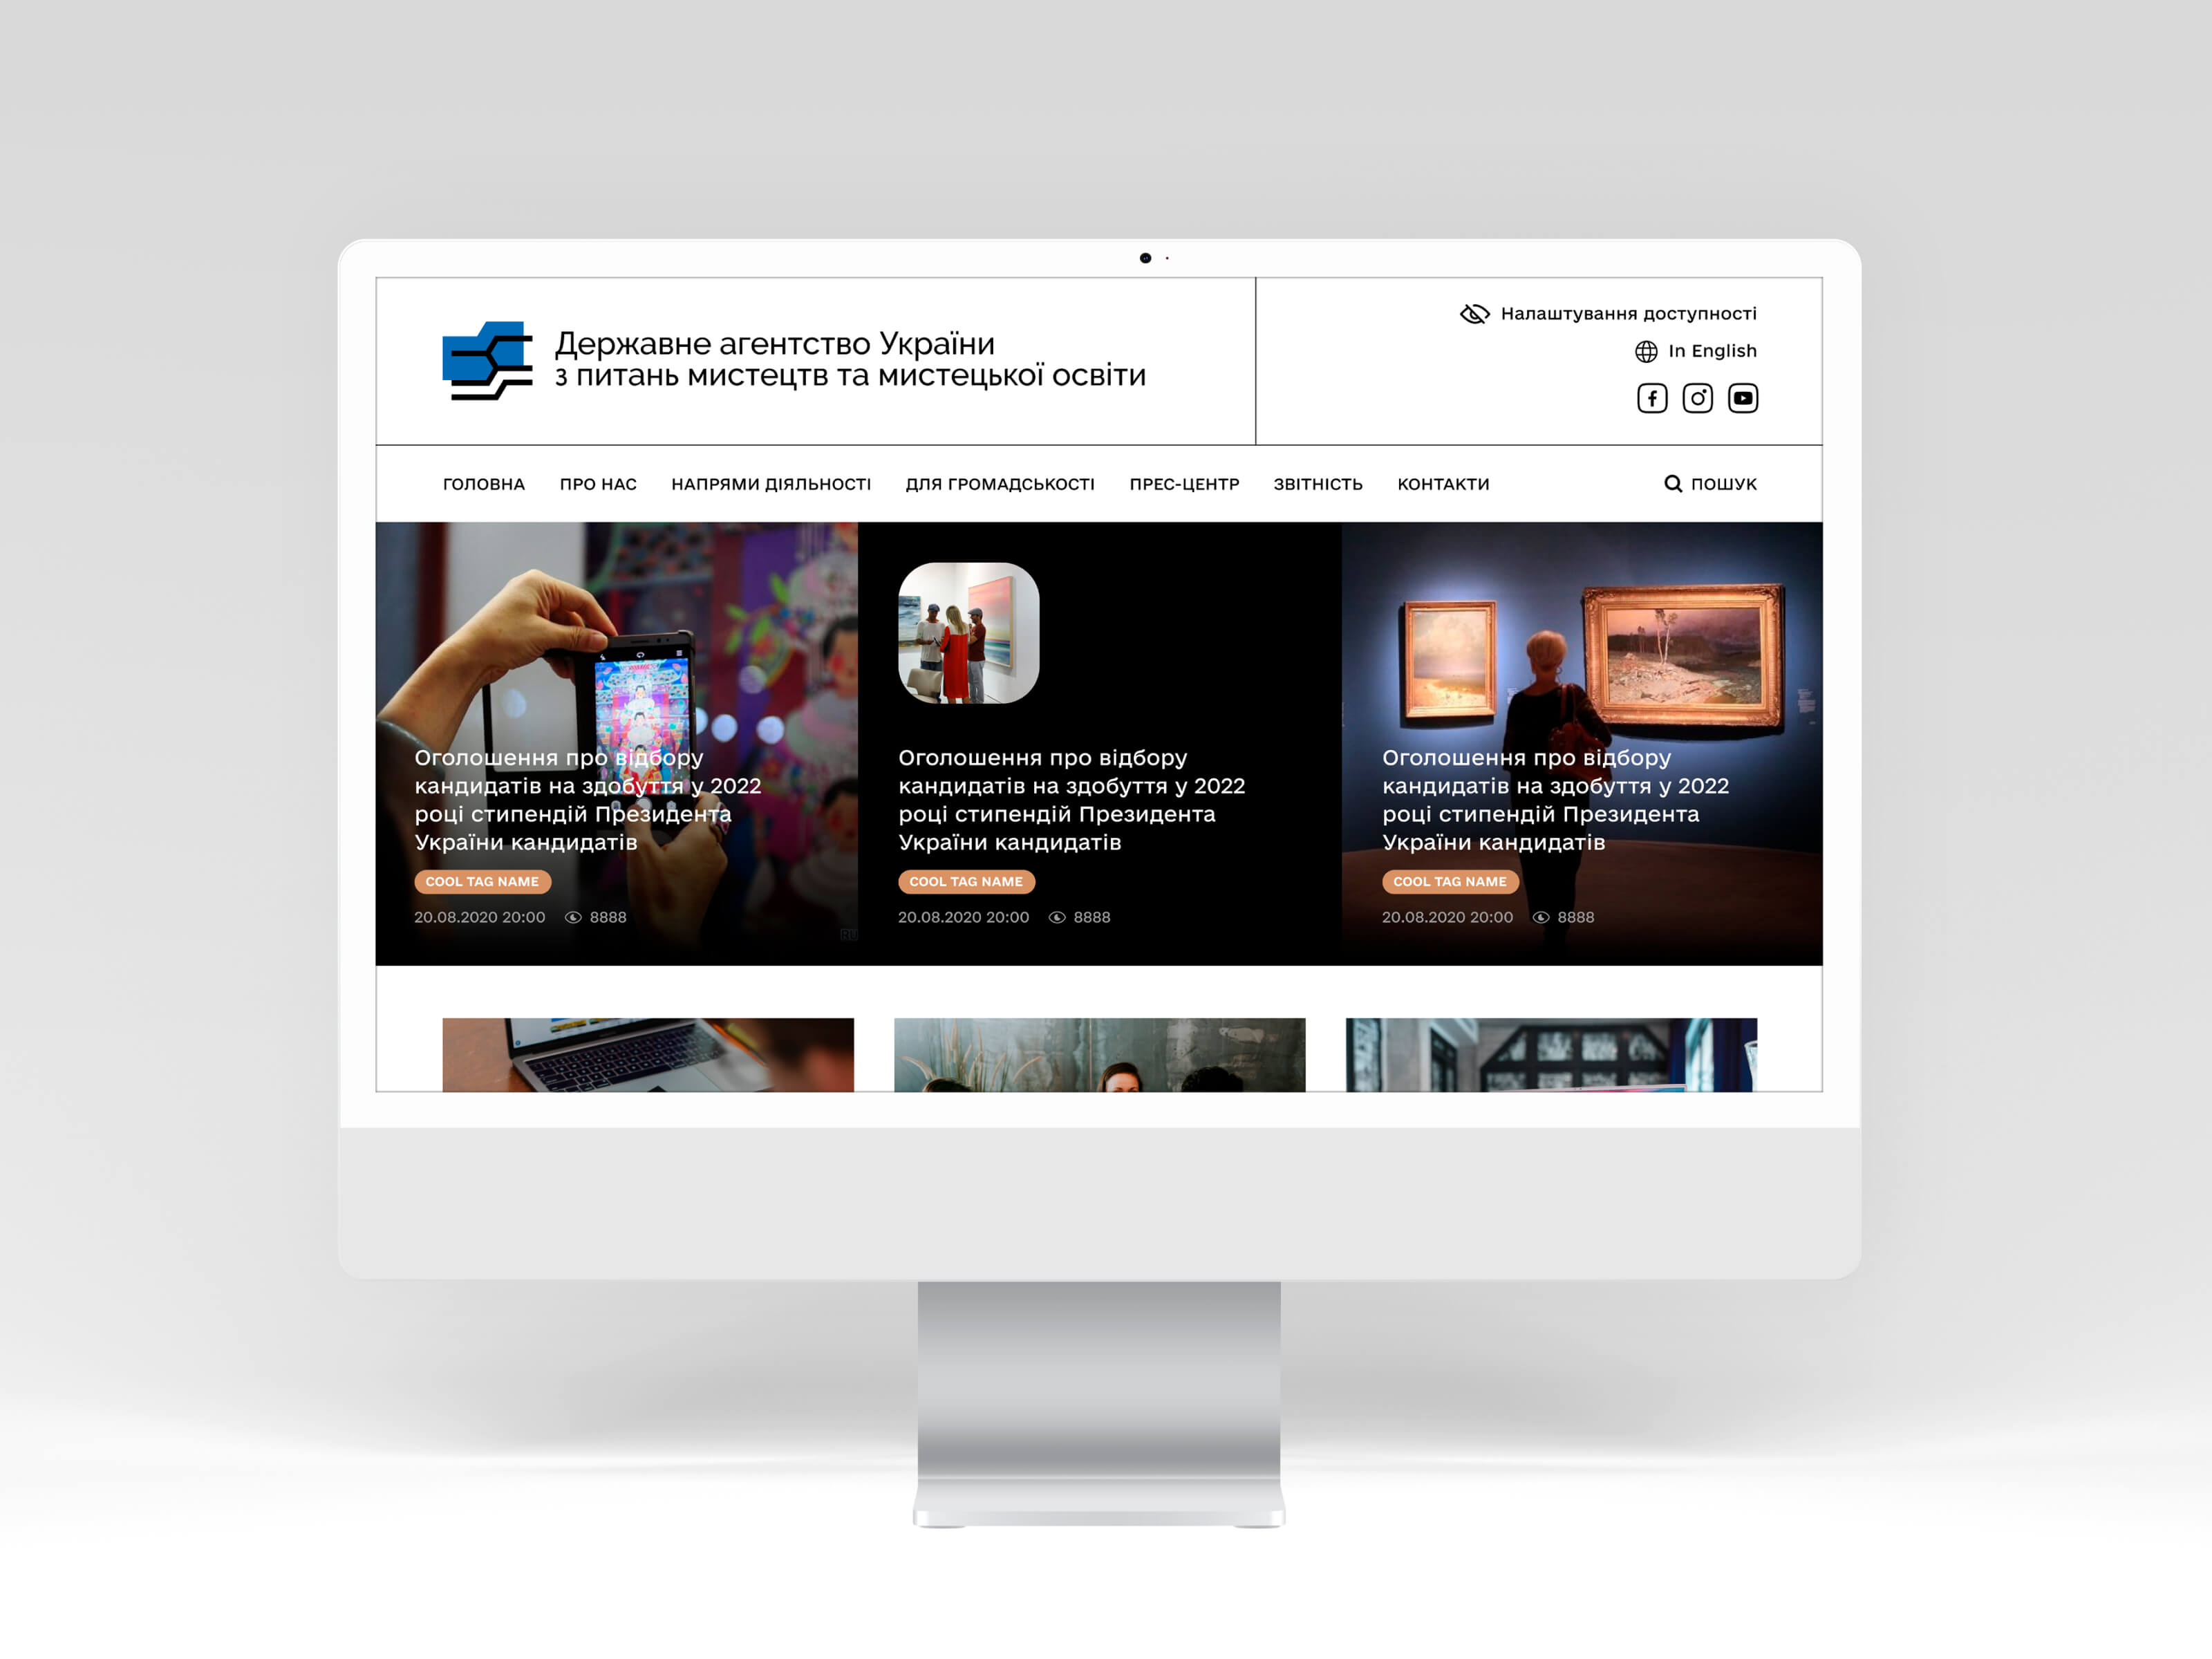 Державне агентство України
з питань мистецтв та мистецької освіти
Налаштування доступності
In English
ГОЛОВНА ПРО НАС НАПРЯМИ ДІЯЛЬНОСТІ ДЛЯ ГРОМАДСЬКОСТІ ПРЕС-ЦЕНТР ЗВІТНІСТЬ КОНТАКТИ ПОШУК
Оголошення про відбору
кандидатів на здобуття у 2022
році стипендій Президента
України кандидатів
COOL TAG NAME
20.08.2020 20:00 8888
Оголошення про відбору
кандидатів на здобуття у 2022
році стипендій Президента
України кандидатів
COOL TAG NAME
20.08.2020 20:00 8888
Оголошення про відбору
кандидатів на здобуття у 2022
році стипендій Президента
України кандидатів
COOL TAG NAME
20.08.2020 20:00 8888